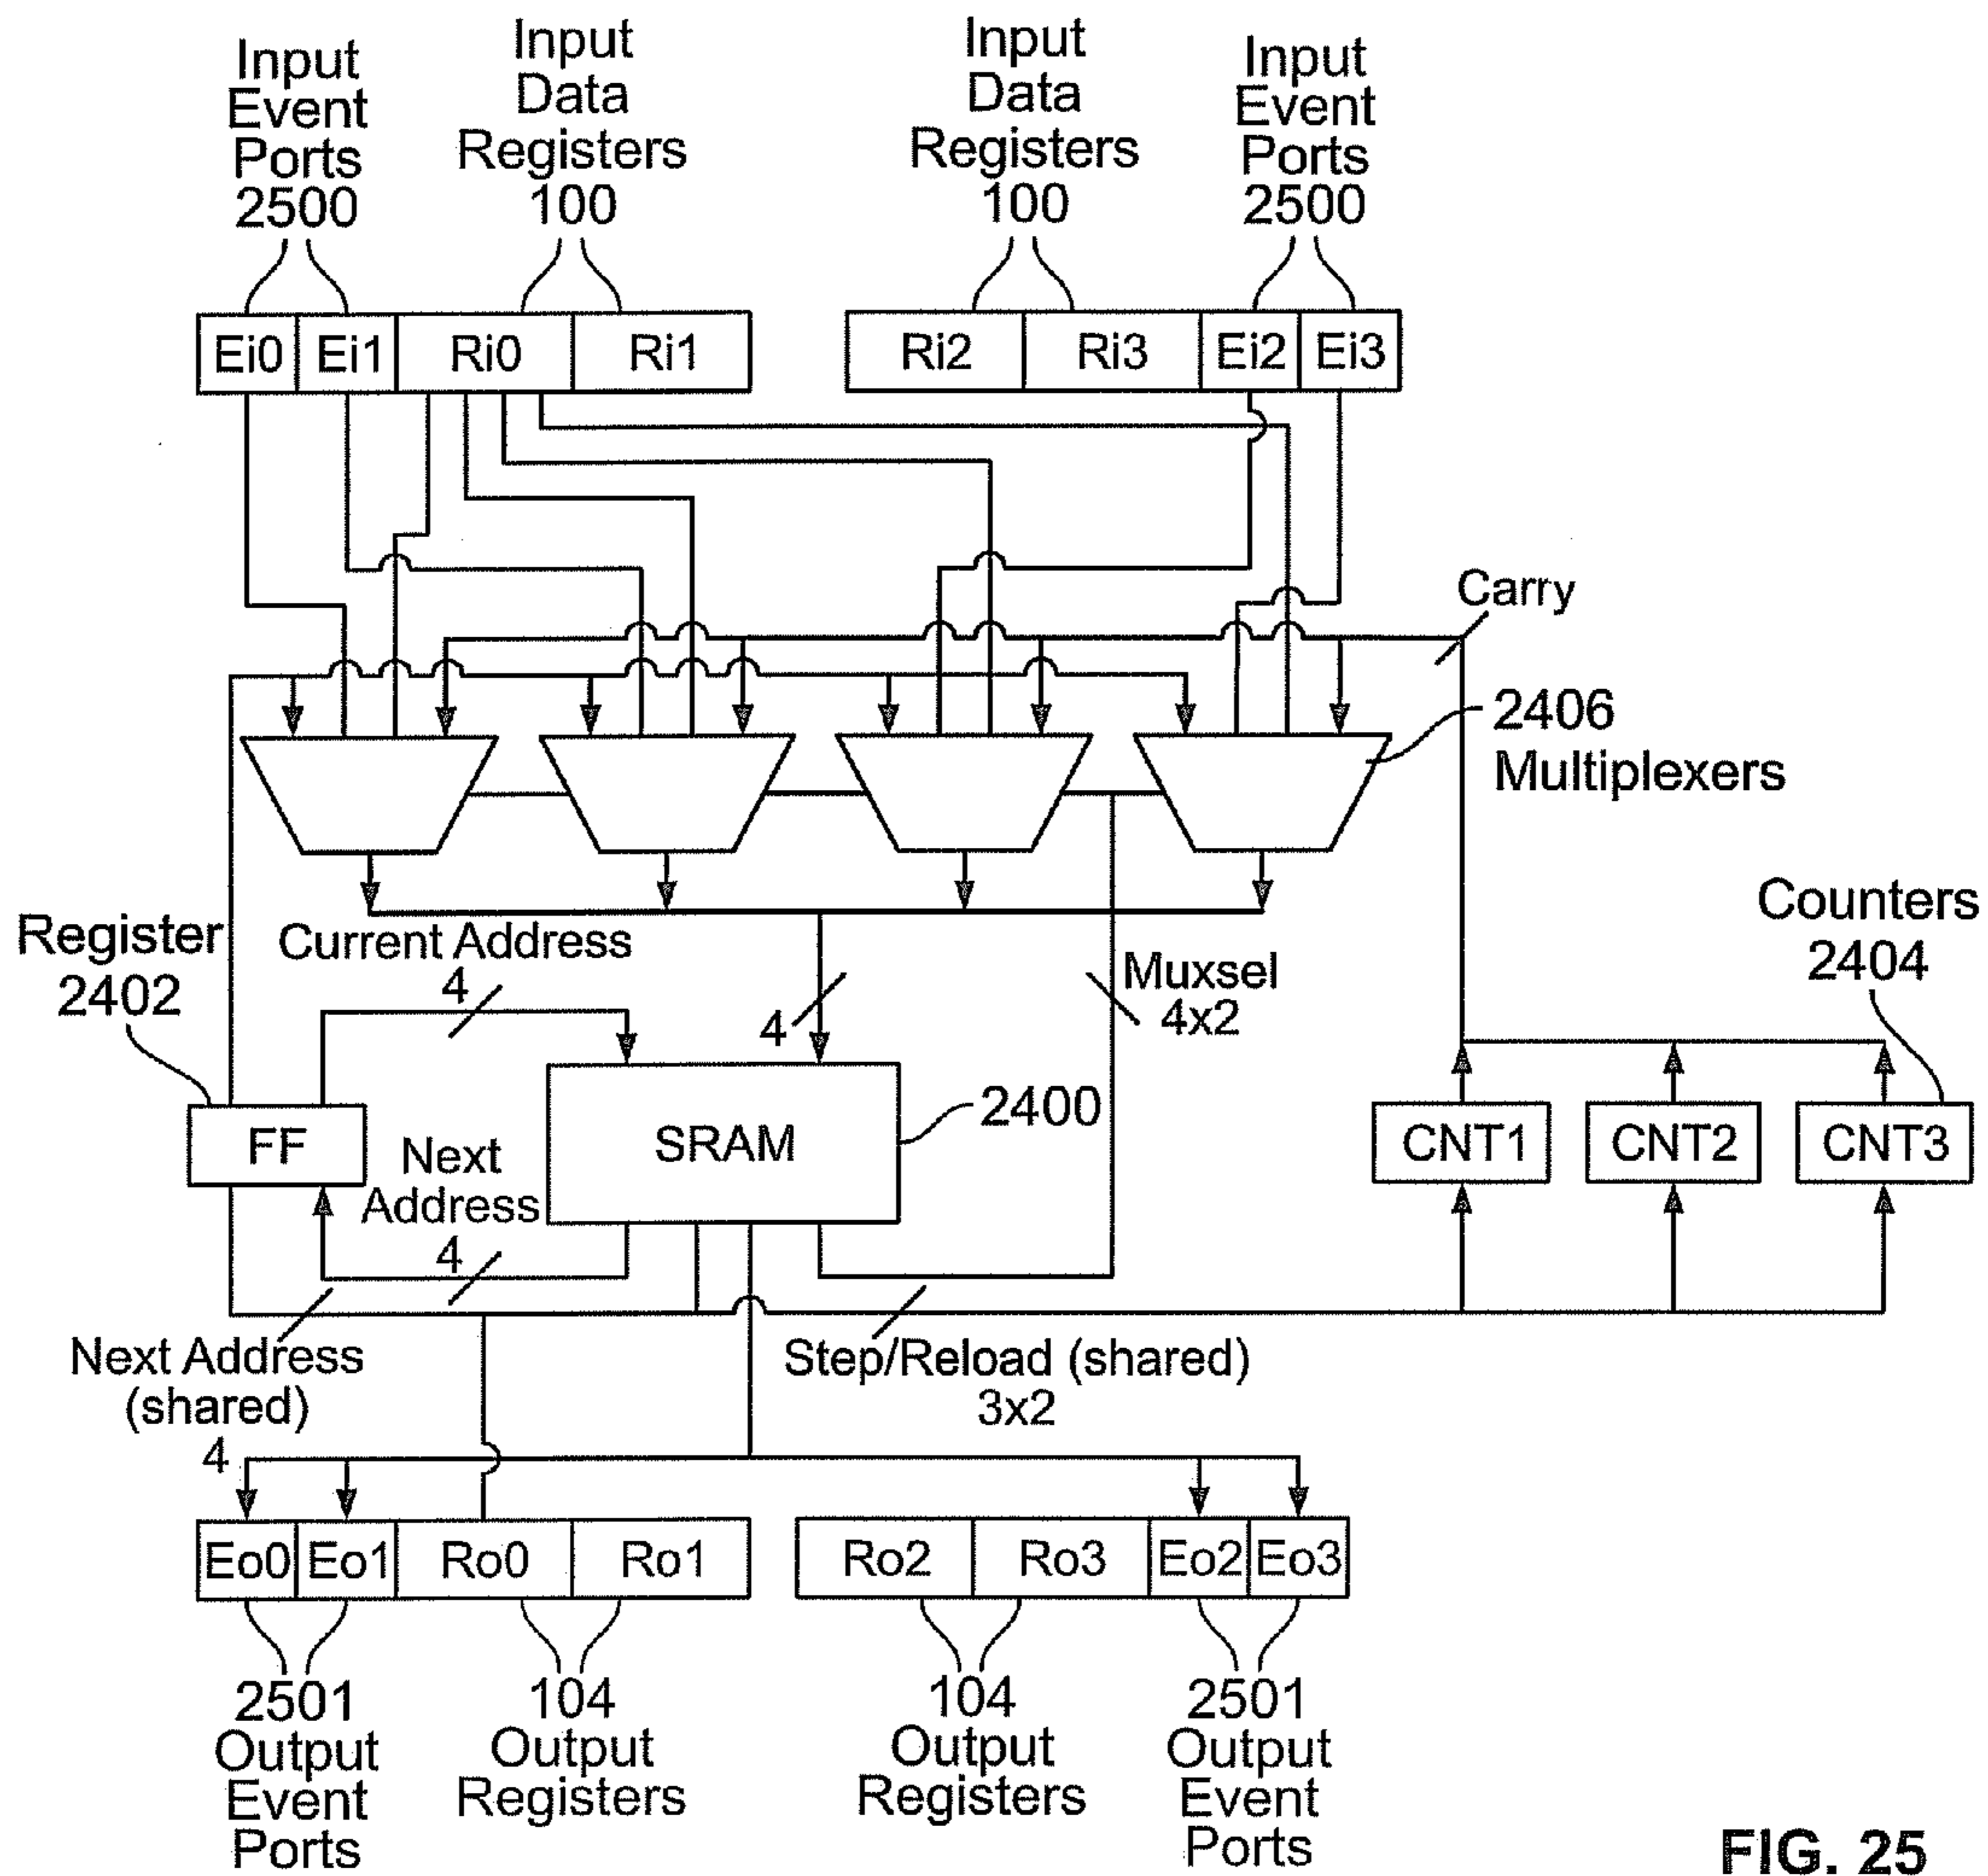 Input
Event
Ports
2500
Input
Data
Registers
100
Input
Data
Registers
100
Input
Event
Ports
2500
Ei0
Ei1
Ri0
Ri1
Ri2
Ri3
Ei2
Ei3
Carry
2406
Multiplexers
Register
2402
Current Address
4
4
Muxsel
4x2
Counters
2404
FF
Next
Address
4
SRAM
2400
CNT1
CNT2
CNT3
Next Address
(shared)
4
Step/Reload (shared)
3x2
Eo0
Eo1
Ro0
Ro1
Ro2
Ro3
Eo2
Eo3
2501
Output
Event
Ports
104
Output
Registers
104
Output
Registers
2501
Output
Event
Ports
FIG. 25